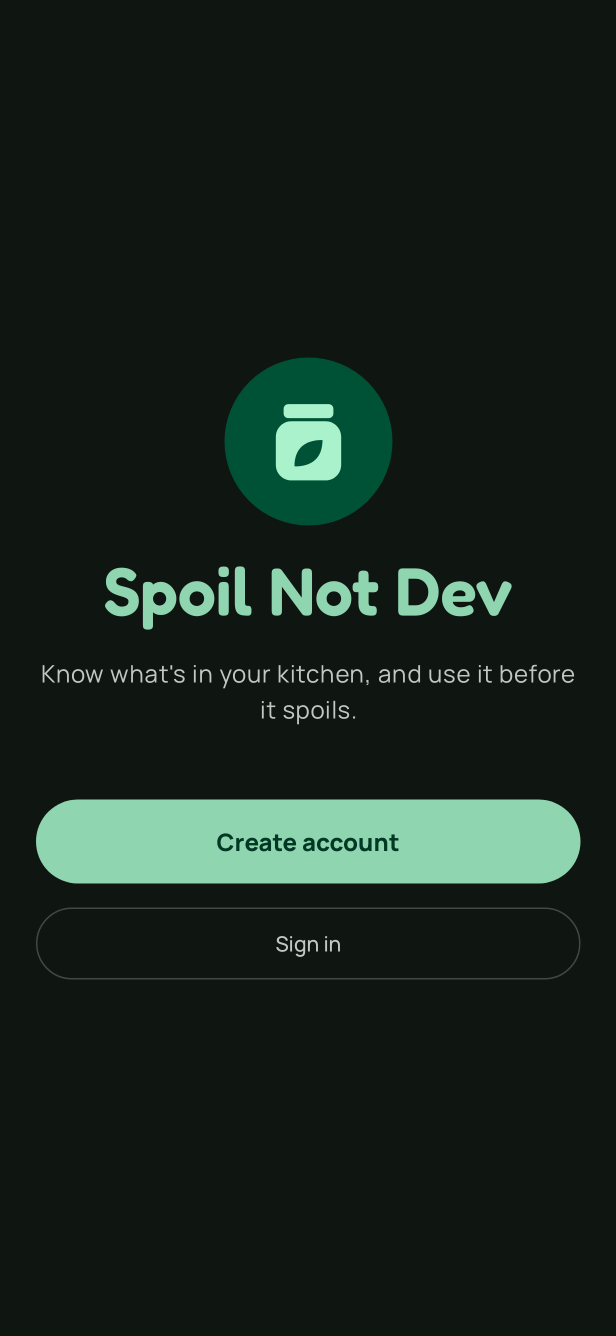 Spoil Not Dev
Know what's in your kitchen, and use it before
it spoils.
Create account
Sign in